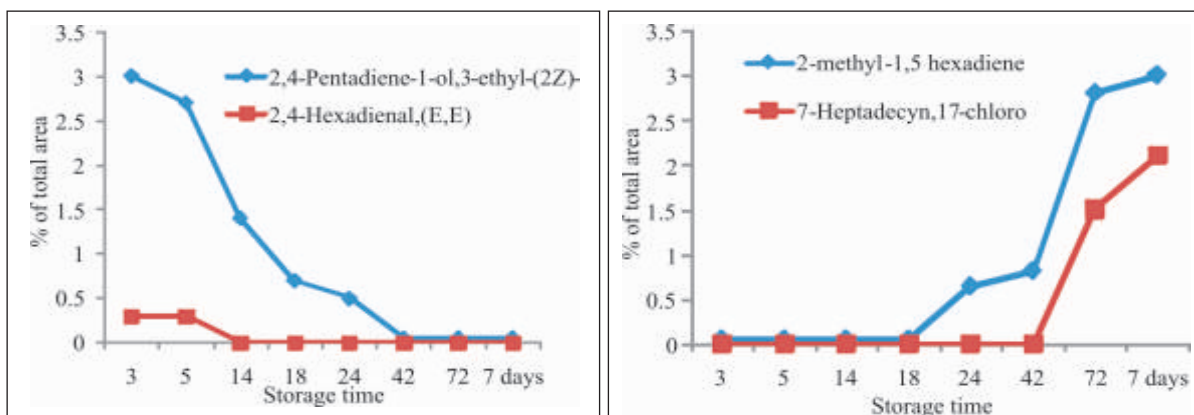 3.5
3
2.5
2
1.5
1
0.5
0
% of total area
2,4-Pentadiene-1-ol,3-ethyl-(2Z)-
2,4-Hexadienal,(E,E)
3 5 14 18 24 42 72 7 days
Storage time
3.5
3
2.5
2
1.5
1
0.5
0
% of total area
2-methyl-1,5 hexadiene
7-Heptadecyn,17-chloro
3 5 14 18 24 42 72 7 days
Storage time